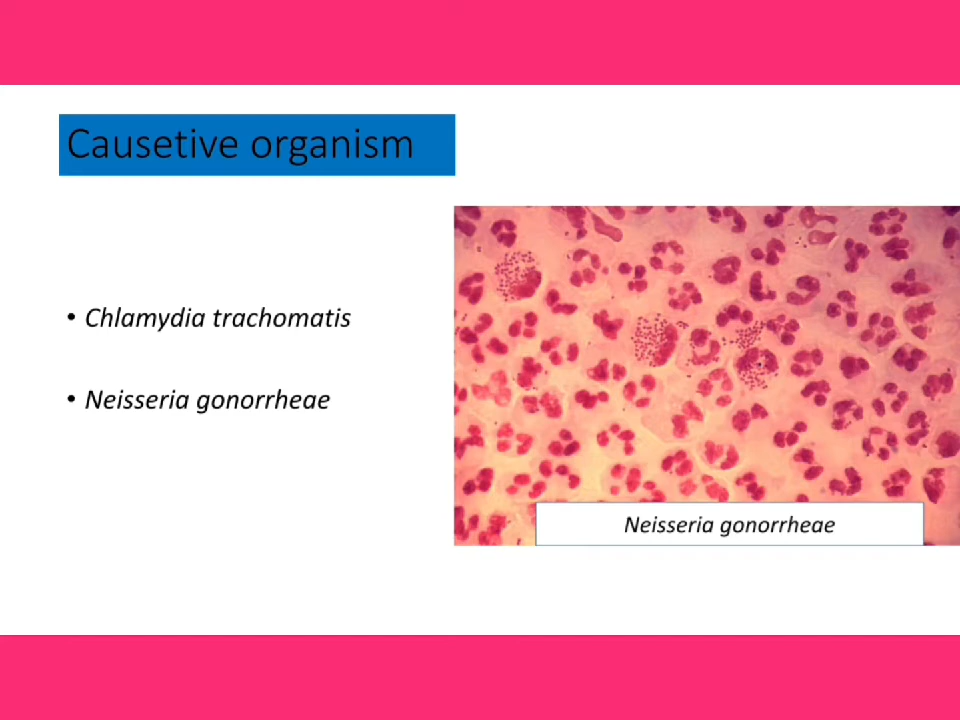 Causetive organism
• Chlamydia trachomatis
• Neisseria gonorrheae
Neisseria gonorrheae